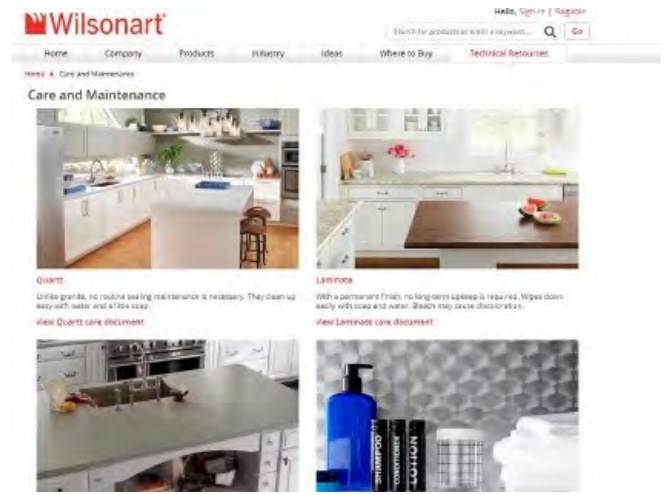 Hello, Sign-in | Register
Wilsonart®
Search for products or enter a keyword... Go
Home Company Products Industry Ideas Where to Buy Technical Resources
Home Care and Maintenance
Care and Maintenance
Quartz
Laminate
Unlike granite, no routine sealing maintenance is necessary. They clean up
easy with water and a little soap.
With a permanent finish, no long-term upkeep is required. Wipes down
easily with soap and water. Bleach may cause discoloration.
view Quartz care document
view Laminate care document
SHAMPOO
CONDITIONER
LOTION